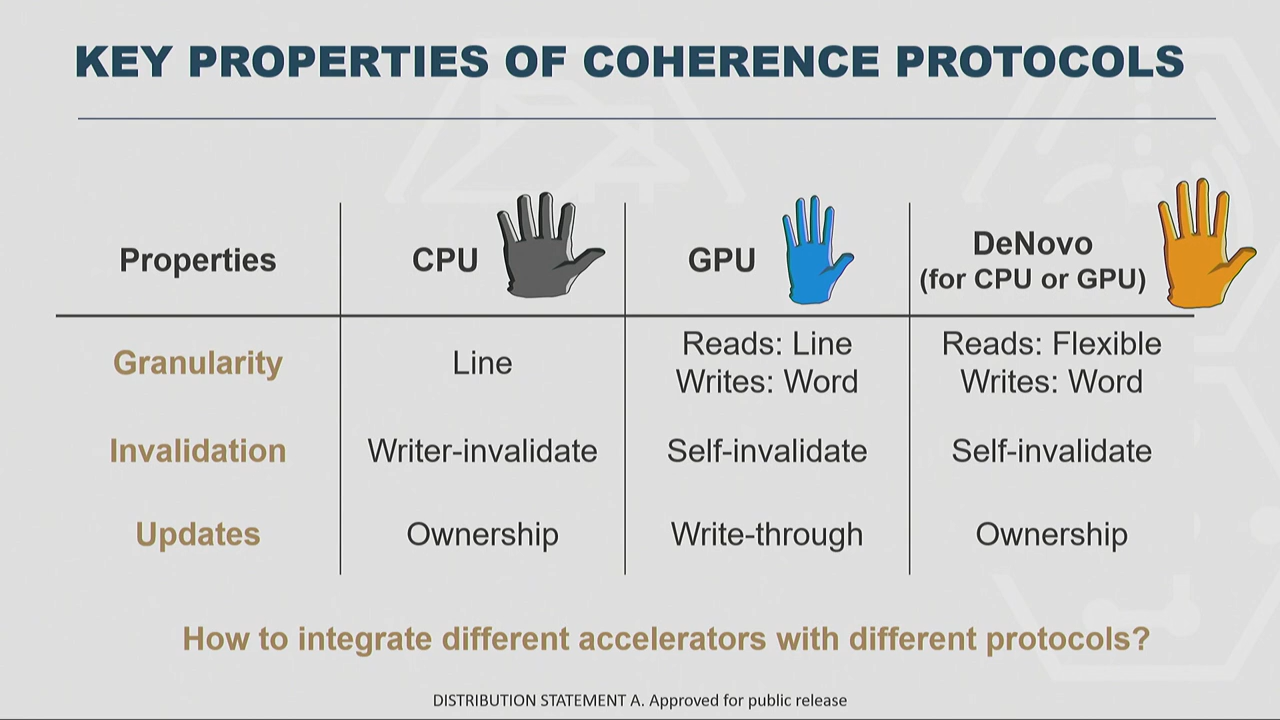 KEY PROPERTIES OF COHERENCE PROTOCOLS
Properties
CPU
GPU
DeNovo
(for CPU or GPU)
Granularity
Line
Reads: Line
Writes: Word
Reads: Flexible
Writes: Word
Invalidation
Writer-invalidate
Self-invalidate
Self-invalidate
Updates
Ownership
Write-through
Ownership
How to integrate different accelerators with different protocols?
DISTRIBUTION STATEMENT A. Approved for public release